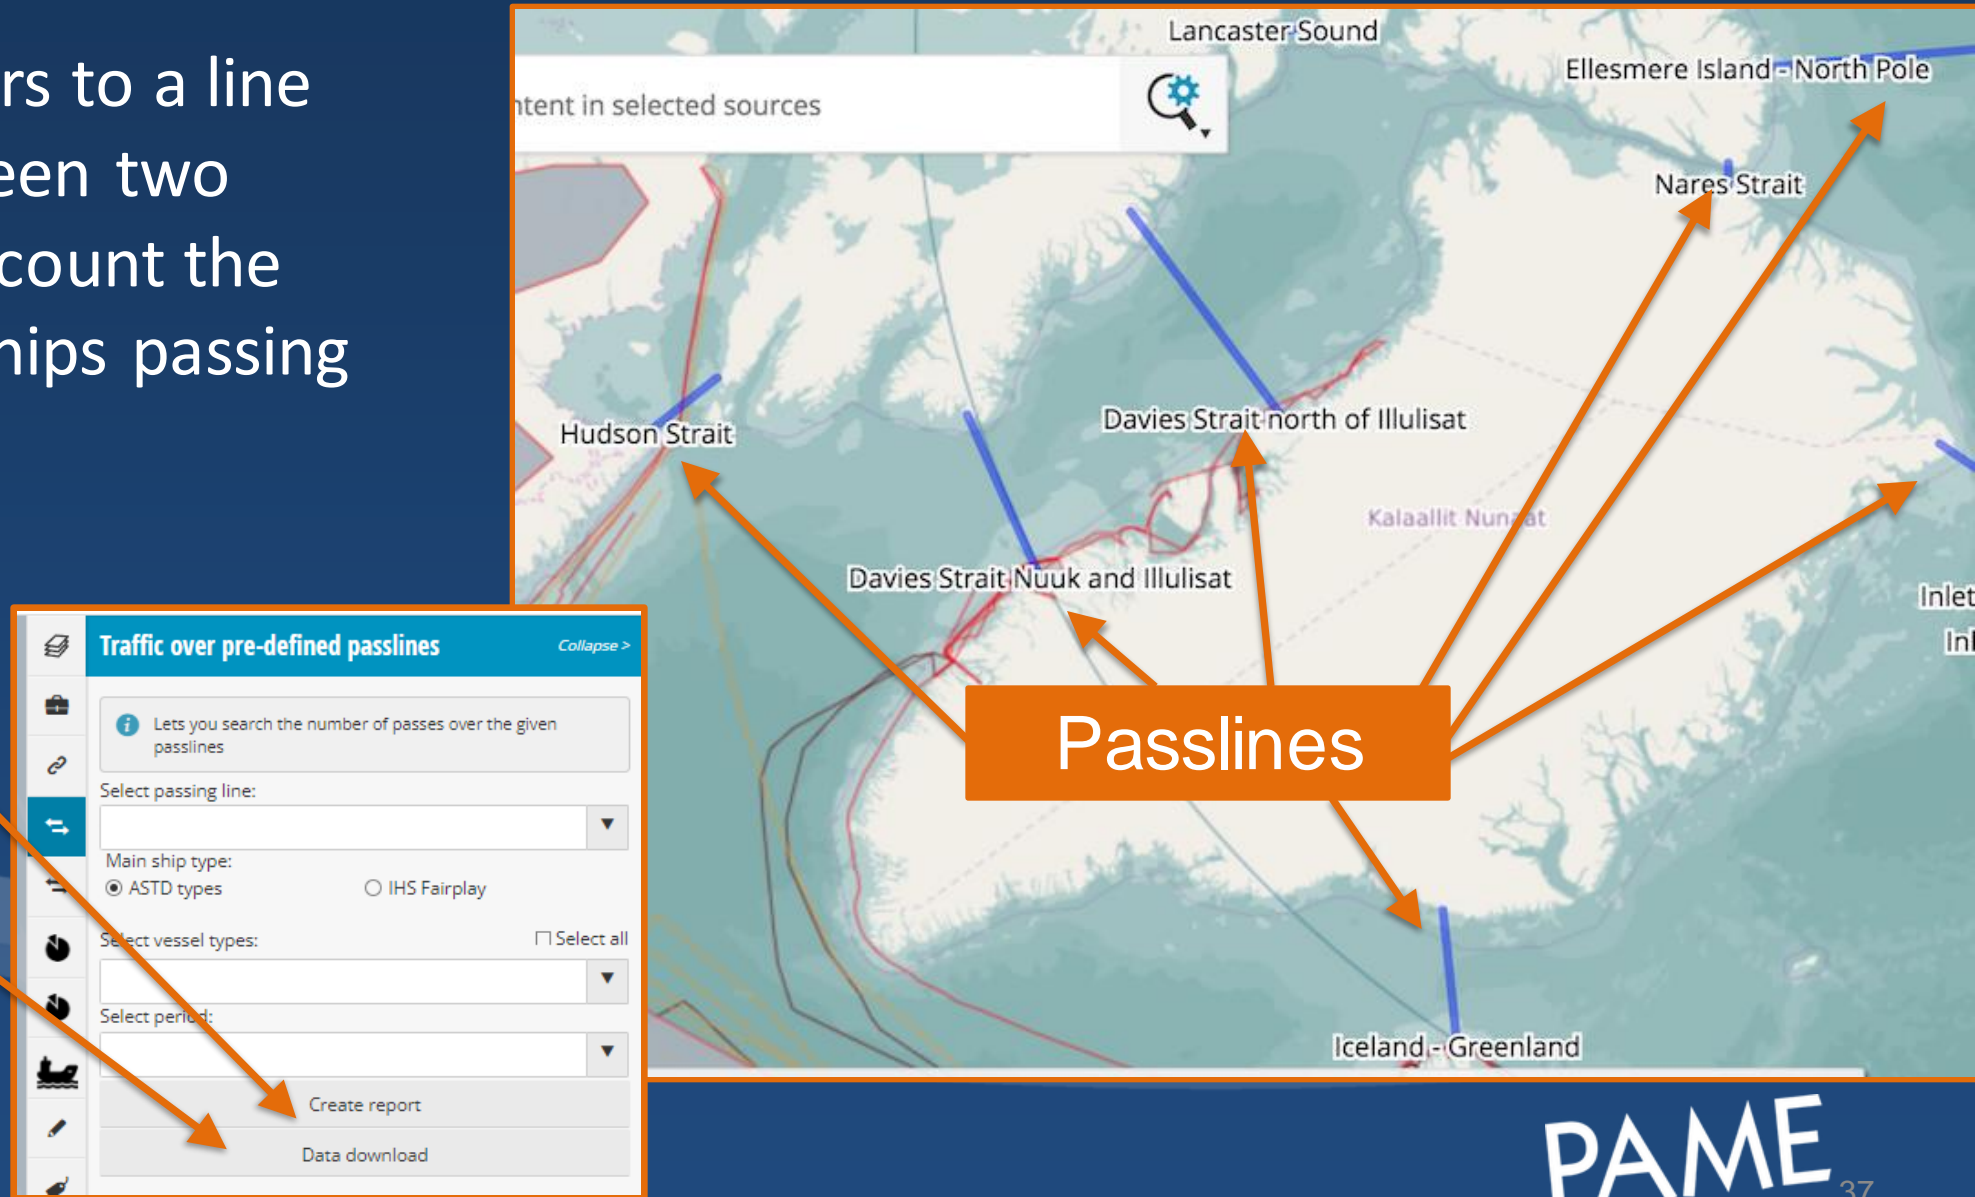 rs to a line
een two
count the
hips passing
Lancaster Sound
Ellesmere Island - North Pole
ntent in selected sources
Nares Strait
Davies Strait north of Illulisat
Hudson Strait
Kalaallit Nunaat
Davies Strait Nuuk and Illulisat
Inlet
Inl
Passlines
Iceland - Greenland
Traffic over pre-defined passlines
Collapse >
Lets you search the number of passes over the given
passlines
Select passing line:
Main ship type:
ASTD types
IHS Fairplay
Select vessel types:
Select all
Select period:
Create report
Data download
PAME
37